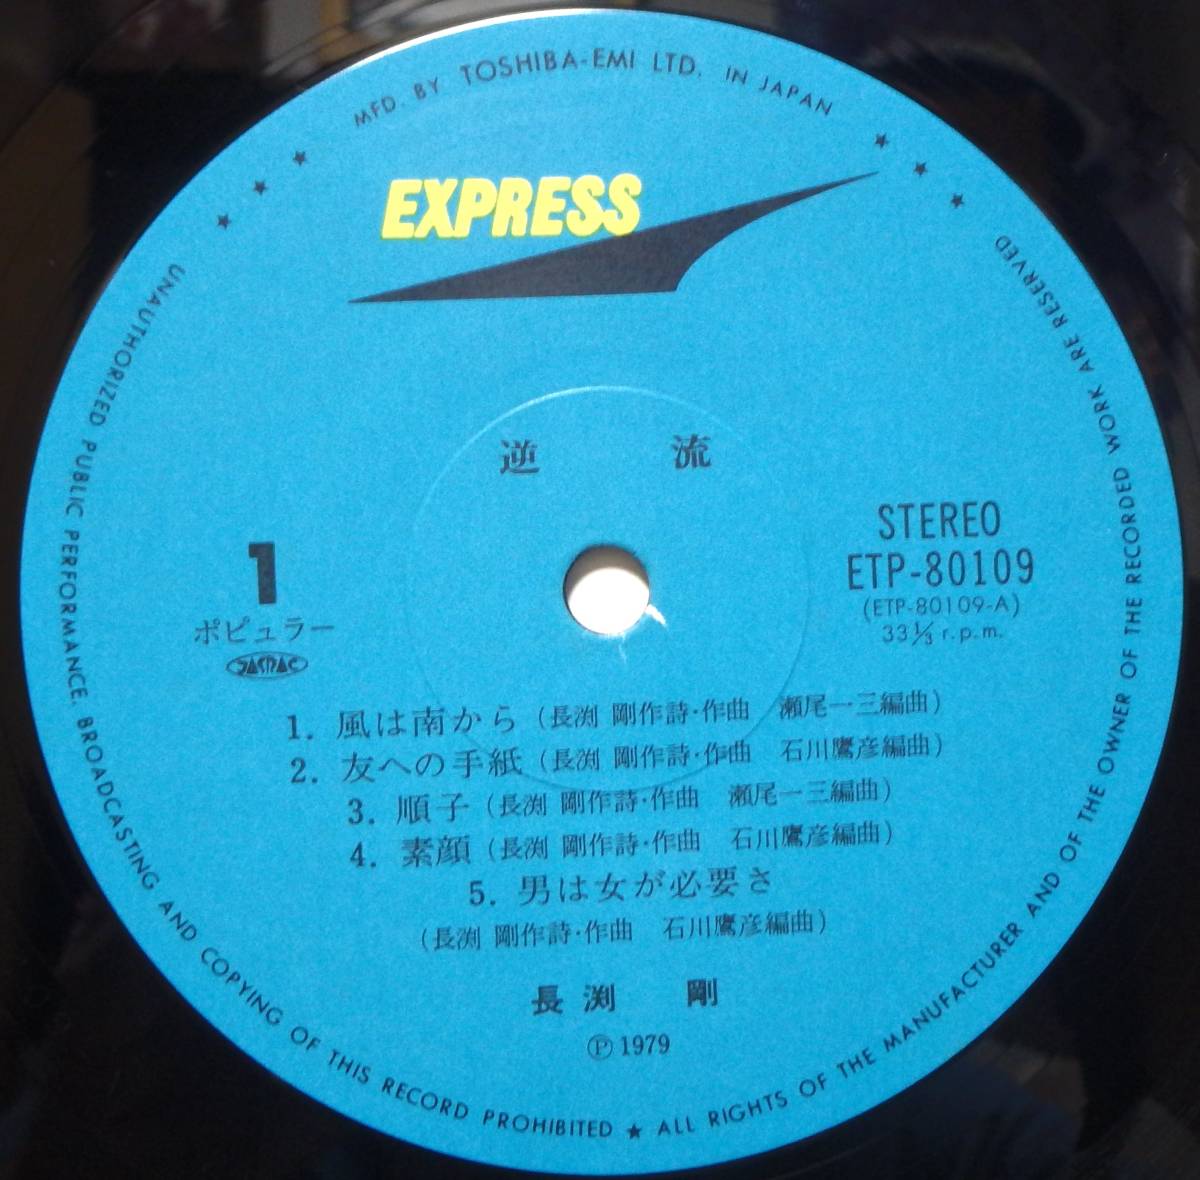 MFD. BY TOSHIBA-EMI LTD. IN JAPAN
EXPRESS
逆 流
1
ポピュラー
JASRAC
STEREO
ETP-80109
(ETP-80109-A)
33⅓ r.p.m.
1. 風は南から (長渕 剛作詩・作曲 瀬尾一三編曲)
2. 友への手紙 (長渕 剛作詩・作曲 石川鷹彦編曲)
3. 順子 (長渕 剛作詩・作曲 瀬尾一三編曲)
4. 素顔 (長渕 剛作詩・作曲 石川鷹彦編曲)
5. 男は女が必要さ
(長渕 剛作詩・作曲 石川鷹彦編曲)
長渕 剛
Ⓟ 1979
UNAUTHORIZED PUBLIC PERFORMANCE, BROADCASTING AND COPYING OF THIS RECORD PROHIBITED ★ ALL RIGHTS OF THE MANUFACTURER AND OF THE OWNER OF THE RECORDED WORK ARE RESERVED